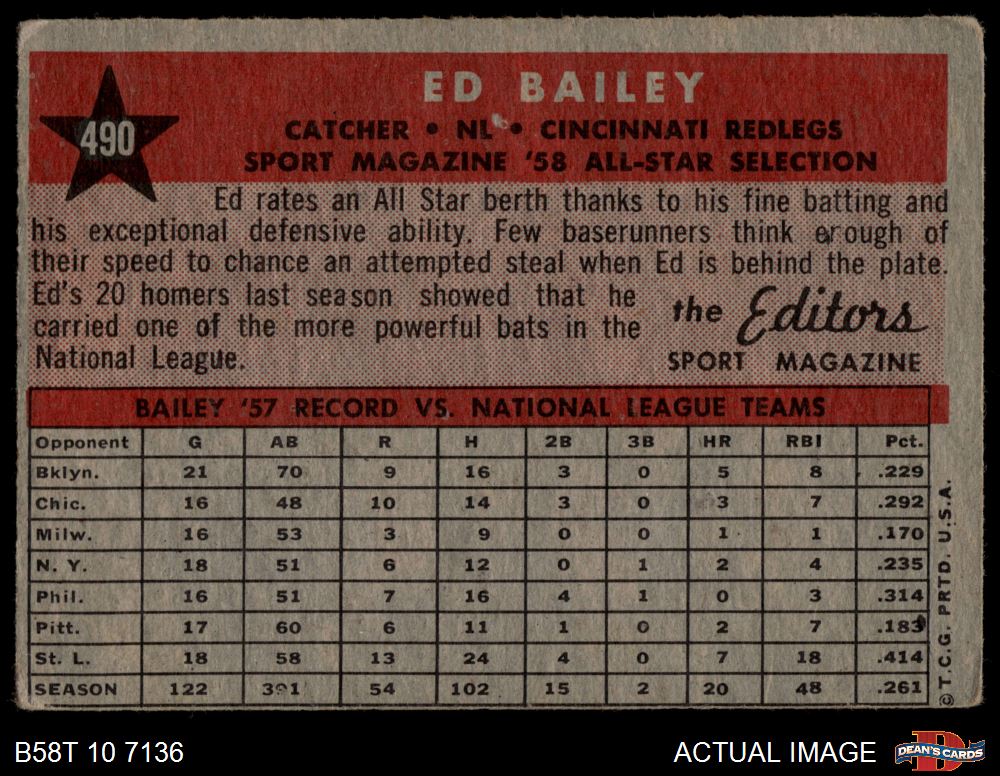 490
ED BAILEY
CATCHER • NL • CINCINNATI REDLEGS
SPORT MAGAZINE '58 ALL-STAR SELECTION
Ed rates an All Star berth thanks to his fine batting and
his exceptional defensive ability. Few baserunners think enough of
their speed to chance an attempted steal when Ed is behind the plate.
Ed's 20 homers last season showed that he
carried one of the more powerful bats in the
National League.
the Editors
SPORT MAGAZINE
BAILEY '57 RECORD VS. NATIONAL LEAGUE TEAMS
Opponent G AB R H 2B 3B HR RBI Pct.
Bklyn. 21 70 9 16 3 0 5 8 .229
Chic. 16 48 10 14 3 0 3 7 .292
Milw. 16 53 3 9 0 0 1 1 .170
N. Y. 18 51 6 12 0 1 2 4 .235
Phil. 16 51 7 16 4 1 0 3 .314
Pitt. 17 60 6 11 1 0 2 7 .183
St. L. 18 58 13 24 4 0 7 18 .414
SEASON 122 391 54 102 15 2 20 48 .261
© T.C.G. PRTD. U.S.A.
B58T 10 7136
ACTUAL IMAGE
DEAN'S CARDS